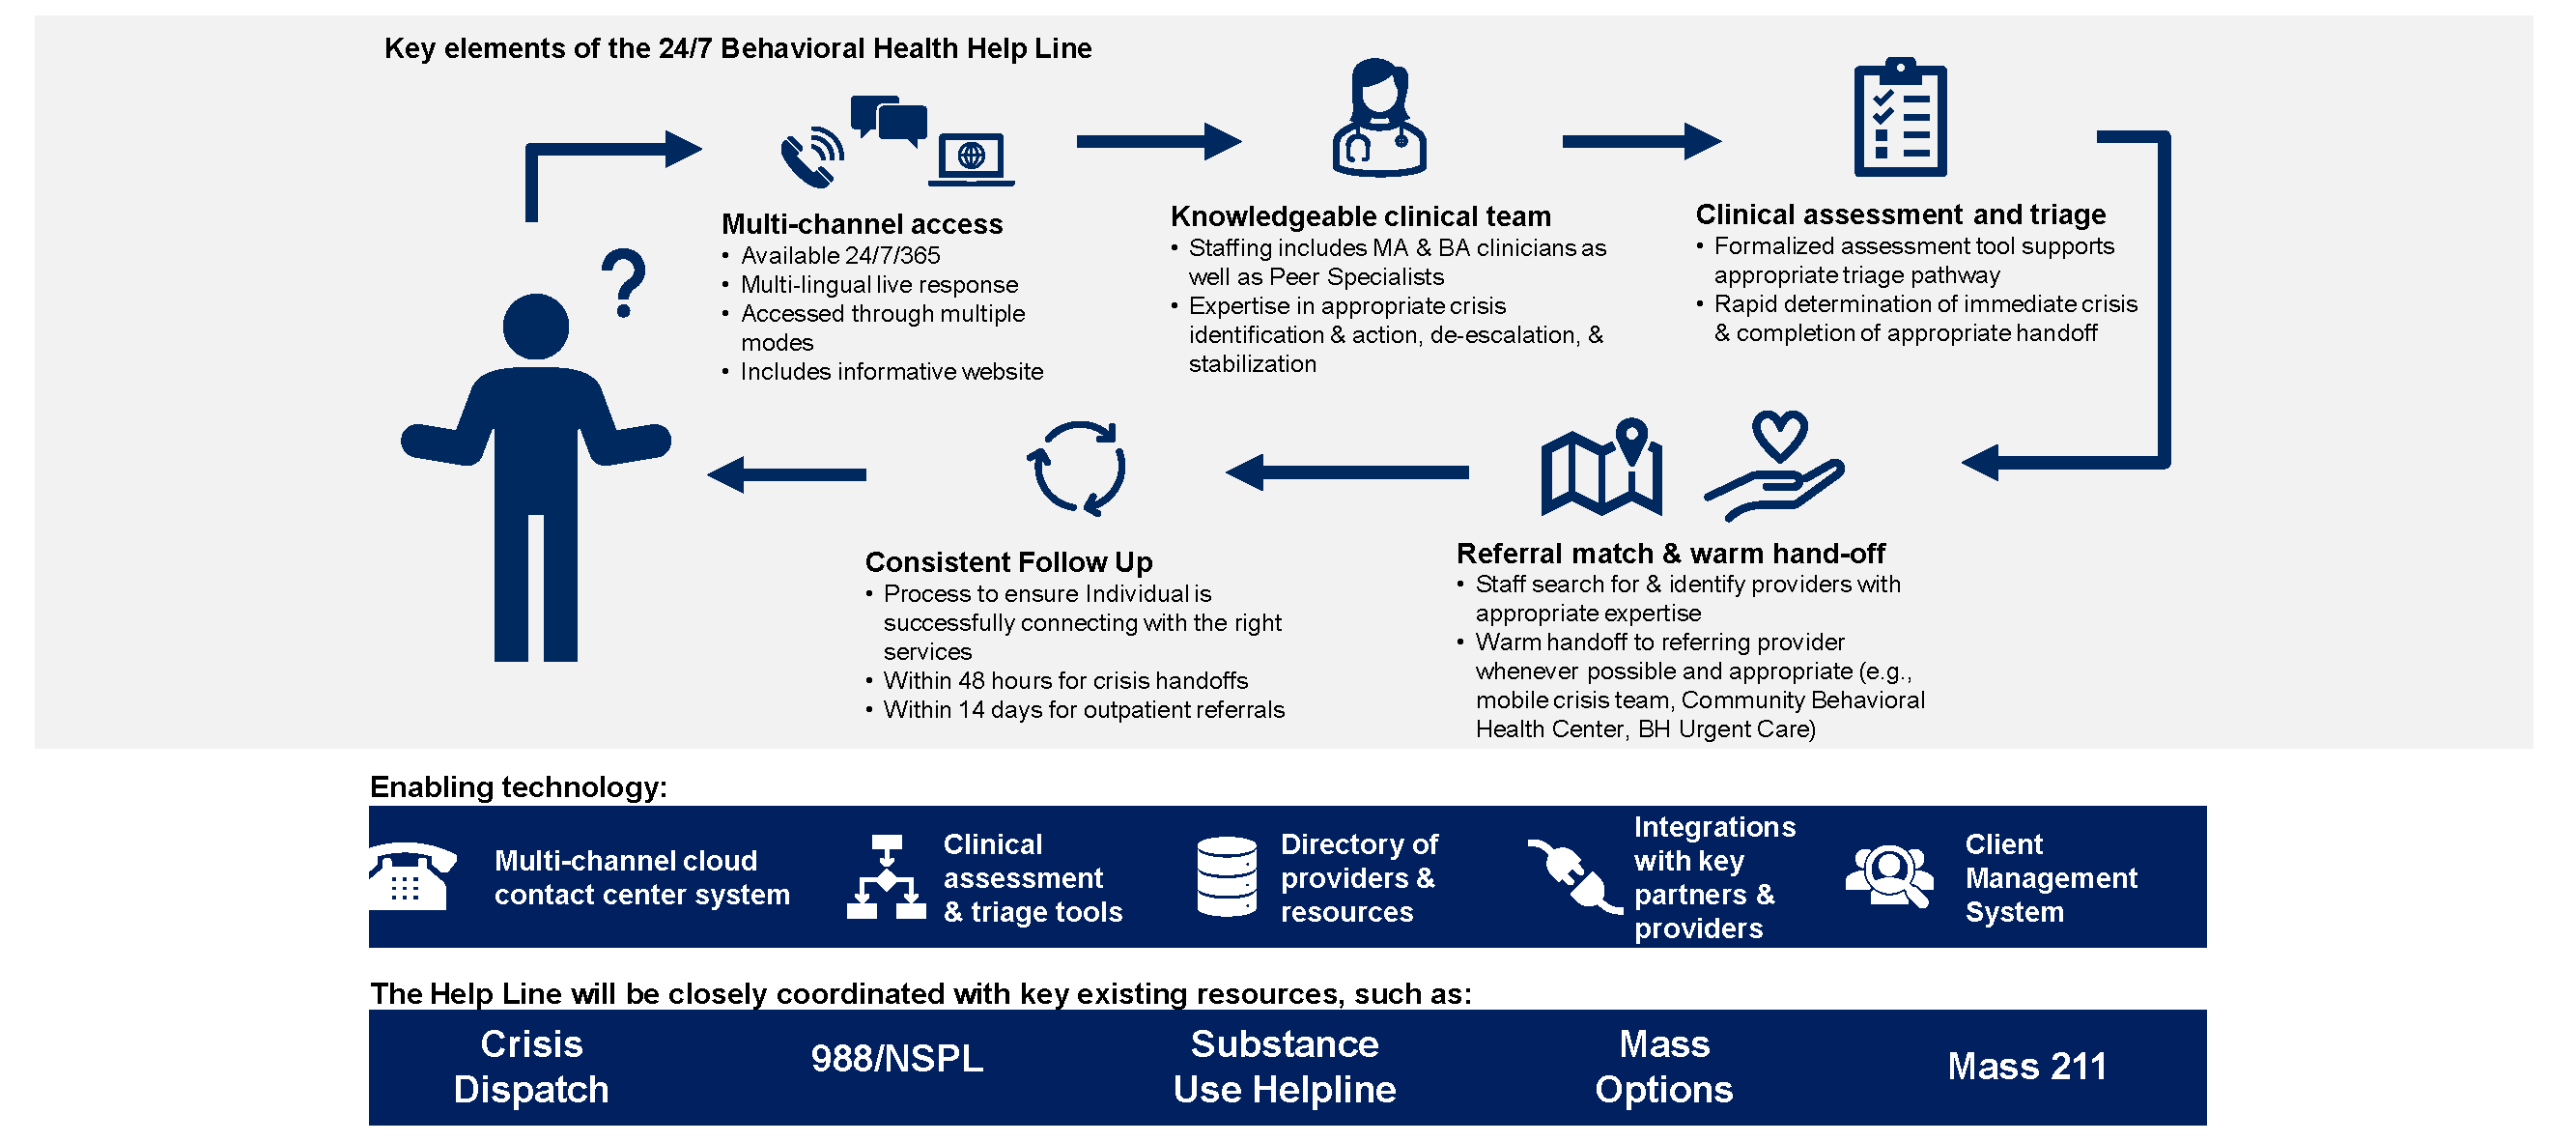 Key elements of the 24/7 Behavioral Health Help Line
Multi-channel access
• Available 24/7/365
• Multi-lingual live response
• Accessed through multiple
modes
• Includes informative website
Knowledgeable clinical team
• Staffing includes MA & BA clinicians as
well as Peer Specialists
• Expertise in appropriate crisis
identification & action, de-escalation, &
stabilization
Clinical assessment and triage
• Formalized assessment tool supports
appropriate triage pathway
• Rapid determination of immediate crisis
& completion of appropriate handoff
?
Referral match & warm hand-off
• Staff search for & identify providers with
appropriate expertise
• Warm handoff to referring provider
whenever possible and appropriate (e.g.,
mobile crisis team, Community Behavioral
Health Center, BH Urgent Care)
Consistent Follow Up
• Process to ensure Individual is
successfully connecting with the right
services
• Within 48 hours for crisis handoffs
• Within 14 days for outpatient referrals
Enabling technology:
Multi-channel cloud
contact center system
Clinical
assessment
& triage tools
Directory of
providers &
resources
Integrations
with key
partners &
providers
Client
Management
System
The Help Line will be closely coordinated with key existing resources, such as:
Crisis
Dispatch
988/NSPL
Substance
Use Helpline
Mass
Options
Mass 211